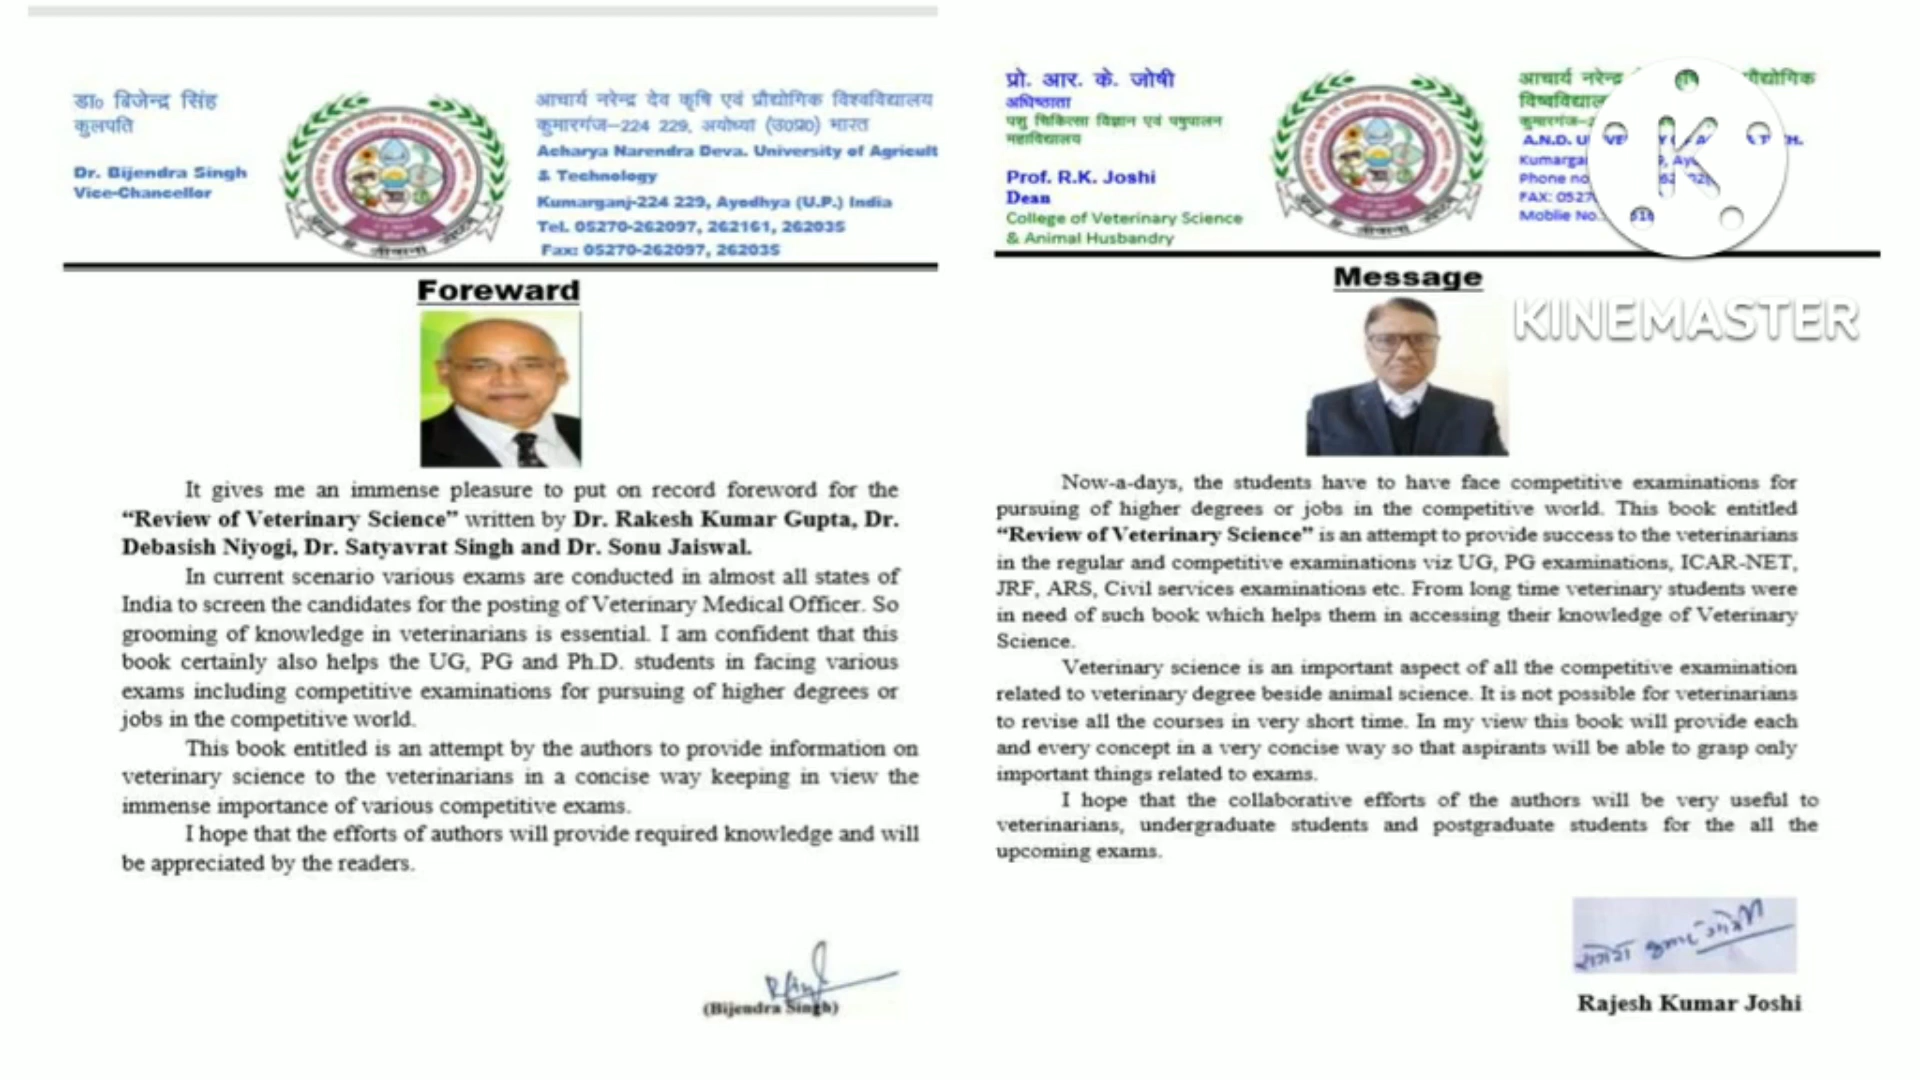 डा० बिजेन्द्र सिंह
कुलपति
Dr. Bijendra Singh
Vice-Chancellor
आचार्य नरेन्द्र देव कृषि एवं प्रौद्योगिक विश्वविद्यालय
कुमारगंज–224 229, अयोध्या (उ०प्र०) भारत
Acharya Narendra Deva. University of Agricult
& Technology
Kumarganj-224 229, Ayodhya (U.P.) India
Tel. 05270-262097, 262161, 262035
Fax: 05270-262097, 262035
Foreward
It gives me an immense pleasure to put on record foreword for the
“Review of Veterinary Science” written by Dr. Rakesh Kumar Gupta, Dr.
Debasish Niyogi, Dr. Satyavrat Singh and Dr. Sonu Jaiswal.
In current scenario various exams are conducted in almost all states of
India to screen the candidates for the posting of Veterinary Medical Officer. So
grooming of knowledge in veterinarians is essential. I am confident that this
book certainly also helps the UG, PG and Ph.D. students in facing various
exams including competitive examinations for pursuing of higher degrees or
jobs in the competitive world.
This book entitled is an attempt by the authors to provide information on
veterinary science to the veterinarians in a concise way keeping in view the
immense importance of various competitive exams.
I hope that the efforts of authors will provide required knowledge and will
be appreciated by the readers.
(Bijendra Singh)
प्रो. आर. के. जोषी
अधिष्ठाता
पशु चिकित्सा विज्ञान एवं पषुपालन
महाविद्यालय
Prof. R.K. Joshi
Dean
College of Veterinary Science
& Animal Husbandry
आचार्य नरेन्द्र
A.N.D.
Phone no
FAX:
Moblie No.
KINEMASTER
Message
Now-a-days, the students have to have face competitive examinations for
pursuing of higher degrees or jobs in the competitive world. This book entitled
“Review of Veterinary Science” is an attempt to provide success to the veterinarians
in the regular and competitive examinations viz UG, PG examinations, ICAR-NET,
JRF, ARS, Civil services examinations etc. From long time veterinary students were
in need of such book which helps them in accessing their knowledge of Veterinary
Science.
Veterinary science is an important aspect of all the competitive examination
related to veterinary degree beside animal science. It is not possible for veterinarians
to revise all the courses in very short time. In my view this book will provide each
and every concept in a very concise way so that aspirants will be able to grasp only
important things related to exams.
I hope that the collaborative efforts of the authors will be very useful to
veterinarians, undergraduate students and postgraduate students for the all the
upcoming exams.
Rajesh Kumar Joshi